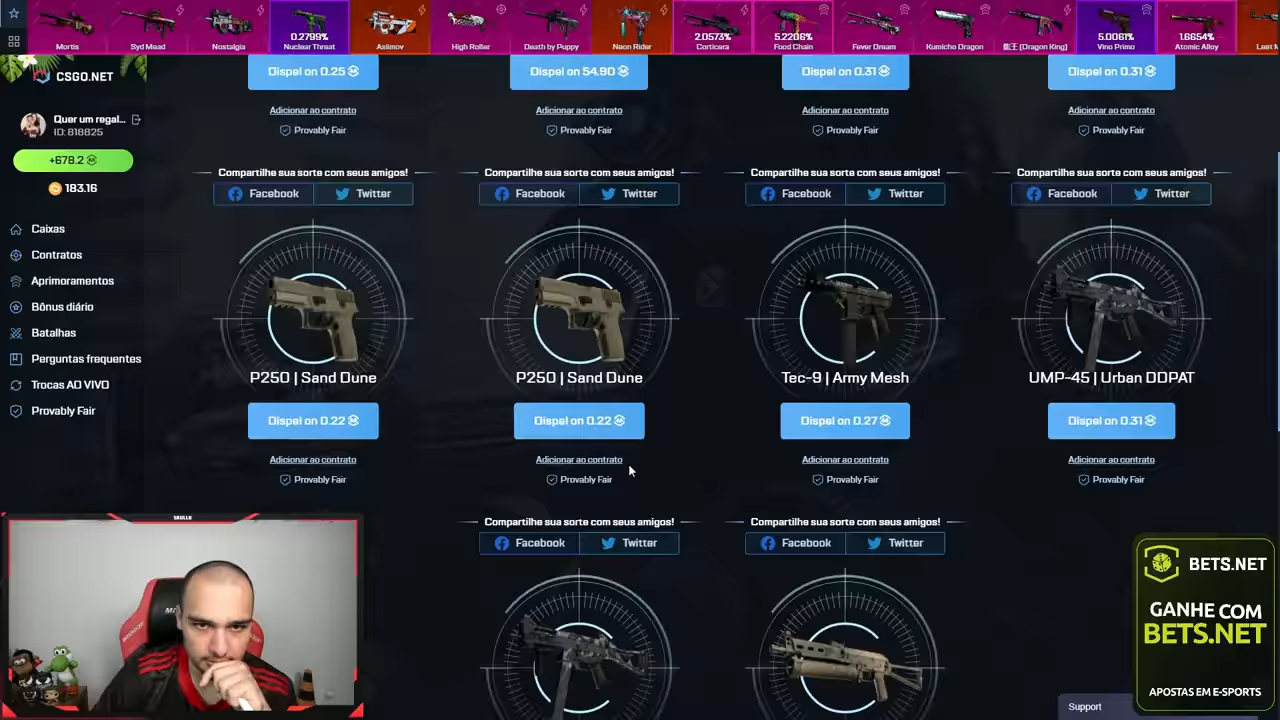 Mortis
Syd Mead
Nostalgia
0.2799%
Nuclear Threat
Asiimov
High Roller
Death by Puppy
Neon Rider
2.0573%
Corticera
5.2206%
Food Chain
Fever Dream
Kumicho Dragon
龍王 (Dragon King)
5.0061%
Vino Primo
1.6654%
Atomic Alloy
CSGO.NET
Quer um regal...
ID: 818825
+678.2
183.16
Caixas
Contratos
Aprimoramentos
Bônus diário
Batalhas
Perguntas frequentes
Trocas AO VIVO
Provably Fair
Dispel on 0.25
Dispel on 54.90
Dispel on 0.31
Dispel on 0.31
Adicionar ao contrato
Adicionar ao contrato
Adicionar ao contrato
Adicionar ao contrato
Provably Fair
Provably Fair
Provably Fair
Provably Fair
Compartilhe sua sorte com seus amigos!
Compartilhe sua sorte com seus amigos!
Compartilhe sua sorte com seus amigos!
Compartilhe sua sorte com seus amigos!
Facebook
Twitter
Facebook
Twitter
Facebook
Twitter
Facebook
Twitter
P250 | Sand Dune
P250 | Sand Dune
Tec-9 | Army Mesh
UMP-45 | Urban DDPAT
Dispel on 0.22
Dispel on 0.22
Dispel on 0.27
Dispel on 0.31
Adicionar ao contrato
Adicionar ao contrato
Adicionar ao contrato
Adicionar ao contrato
Provably Fair
Provably Fair
Provably Fair
Provably Fair
Compartilhe sua sorte com seus amigos!
Compartilhe sua sorte com seus amigos!
Facebook
Twitter
Facebook
Twitter
SKULLO
BETS.NET
GANHE COM
BETS.NET
APOSTAS EM E-SPORTS
Support